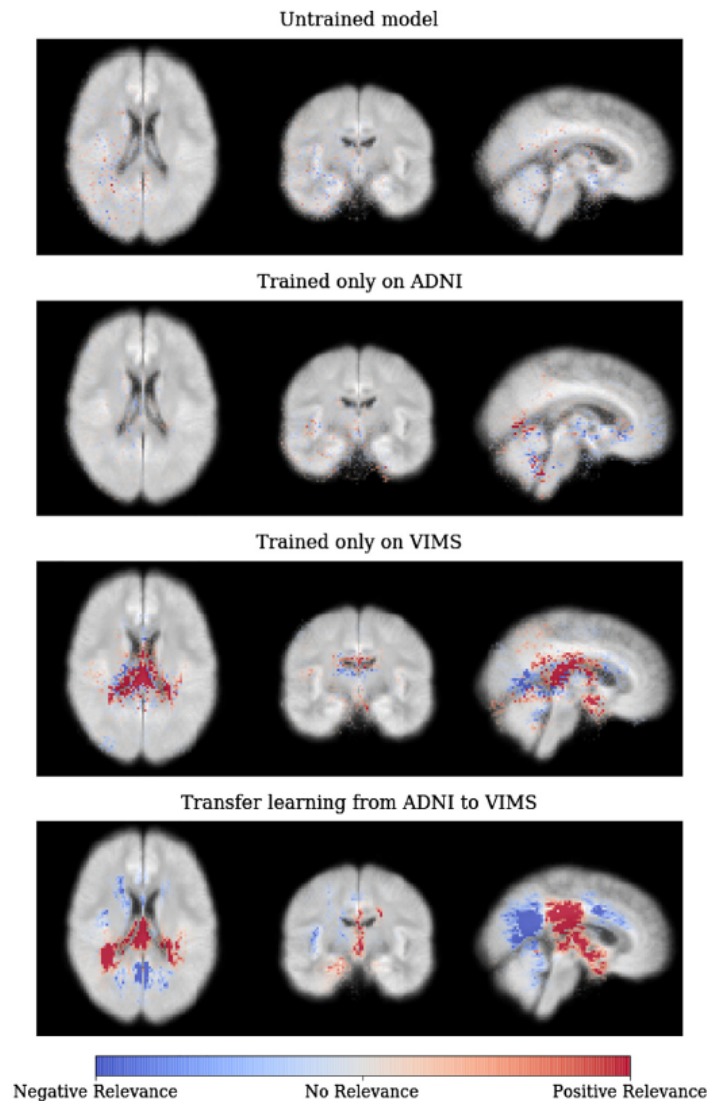 Untrained model
Trained only on ADNI
Trained only on VIMS
Transfer learning from ADNI to VIMS
Negative Relevance No Relevance Positive Relevance